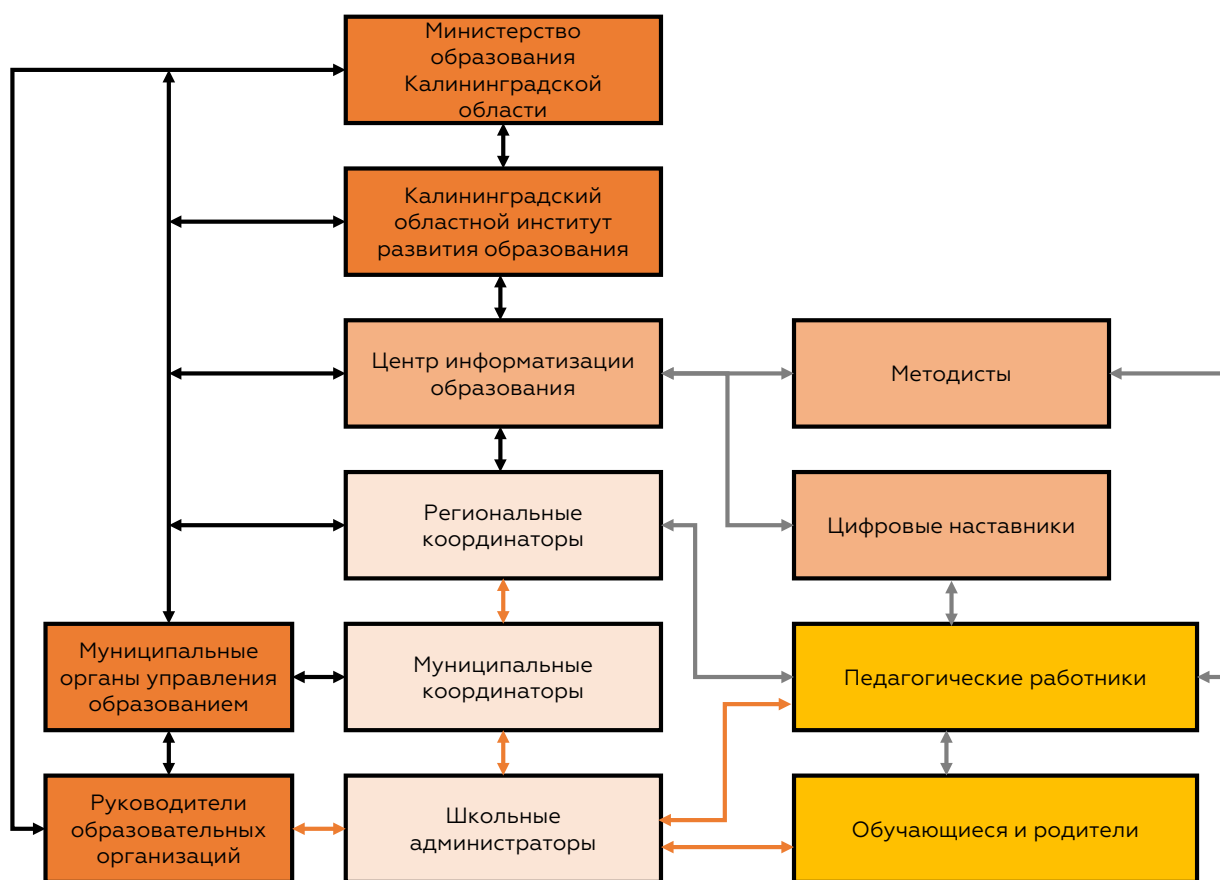 Министерство
образования
Калининградской
области
Калининградский
областной институт
развития образования
Центр информатизации
образования
Методисты
Региональные
координаторы
Цифровые наставники
Муниципальные
органы управления
образованием
Муниципальные
координаторы
Педагогические работники
Руководители
образовательных
организаций
Школьные
администраторы
Обучающиеся и родители